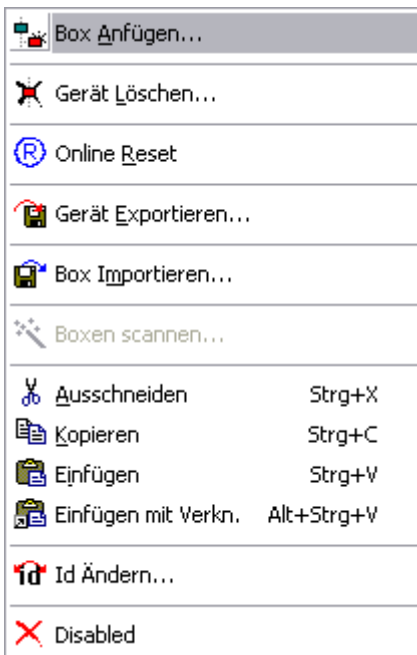 Box Anfügen...
Gerät Löschen...
Online Reset
Gerät Exportieren...
Box Importieren...
Boxen scannen...
Ausschneiden Strg+X
Kopieren Strg+C
Einfügen Strg+V
Einfügen mit Verkn. Alt+Strg+V
id Id Ändern...
Disabled